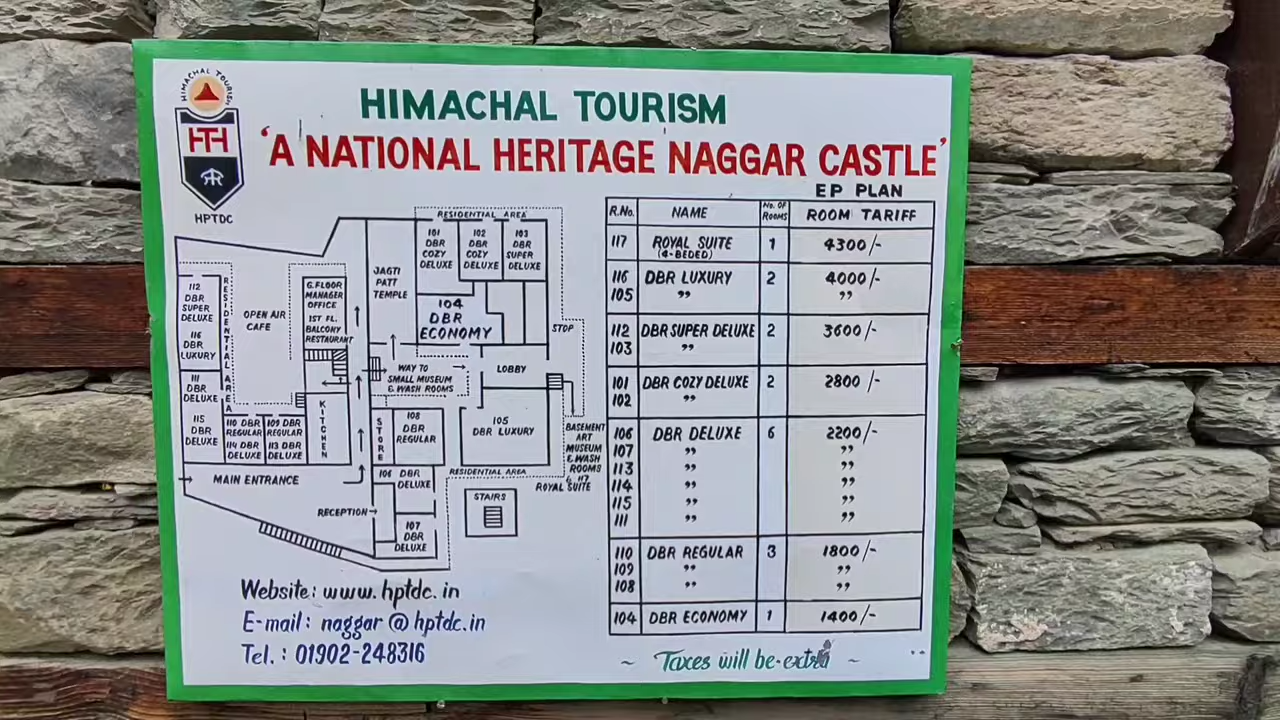 HIMACHAL TOURISM
HTH
HPTDC
HIMACHAL TOURISM
'A NATIONAL HERITAGE NAGGAR CASTLE'
EP PLAN
R.No. NAME No. OF ROOMS ROOM TARIFF
117 ROYAL SUITE 1 4300/-
(4-BEDED)
116 DBR LUXURY 2 4000/-
105 ,, ,,
112 DBR SUPER DELUXE 2 3600/-
103 ,,
101 DBR COZY DELUXE 2 2800/-
102 ,,
106 DBR DELUXE 6 2200/-
107 ,, ,,
113 ,, ,,
114 ,, ,,
115 ,, ,,
111 ,, ,,
110 DBR REGULAR 3 1800/-
109 ,, ,,
108 ,, ,,
104 DBR ECONOMY 1 1400/-
~ Taxes will be extra ~
RESIDENTIAL AREA
101
DBR
COZY
DELUXE
102
DBR
COZY
DELUXE
103
DBR
SUPER
DELUXE
JAGTI
PATT
TEMPLE
104
DBR
ECONOMY
STOP
G.FLOOR
MANAGER
OFFICE
1ST FL.
BALCONY
RESTAURANT
OPEN AIR
CAFE
112
DBR
SUPER
DELUXE
116
DBR
LUXURY
RESIDENTIAL AREA
111
DBR
DELUXE
115
DBR
DELUXE
110 DBR
REGULAR
114 DBR
DELUXE
109 DBR
REGULAR
113 DBR
DELUXE
KITCHEN
WAY TO
SMALL MUSEUM
& WASH ROOMS
LOBBY
STORE
108
DBR
REGULAR
105
DBR LUXURY
BASEMENT
ART
MUSEUM
& WASH
ROOMS
& 117
ROYAL SUITE
RESIDENTIAL AREA
MAIN ENTRANCE
106 DBR
DELUXE
RECEPTION
107
DBR
DELUXE
STAIRS
Website: www.hptdc.in
E-mail: naggar@hptdc.in
Tel.: 01902-248316